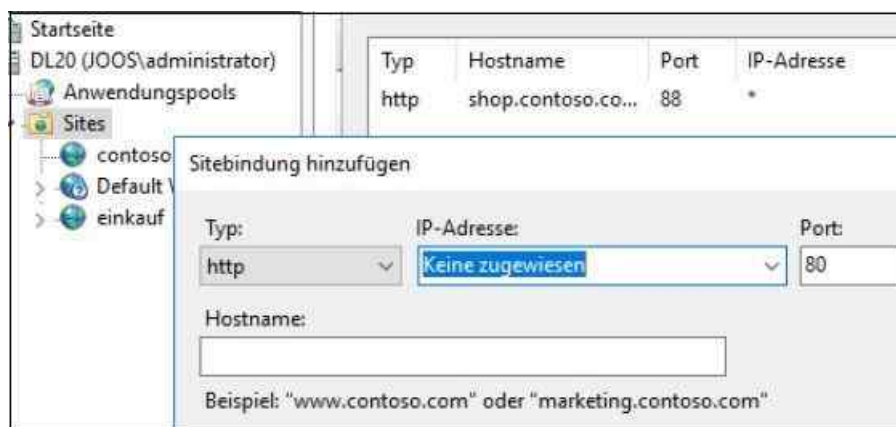 Startseite
DL20 (JOOS\administrator)
Anwendungspools
Sites
contoso
Default
einkauf
Typ Hostname Port IP-Adresse
http shop.contoso.co... 88 *
Sitebindung hinzufügen
Typ: IP-Adresse: Port:
http Keine zugewiesen 80
Hostname:
Beispiel: "www.contoso.com" oder "marketing.contoso.com"